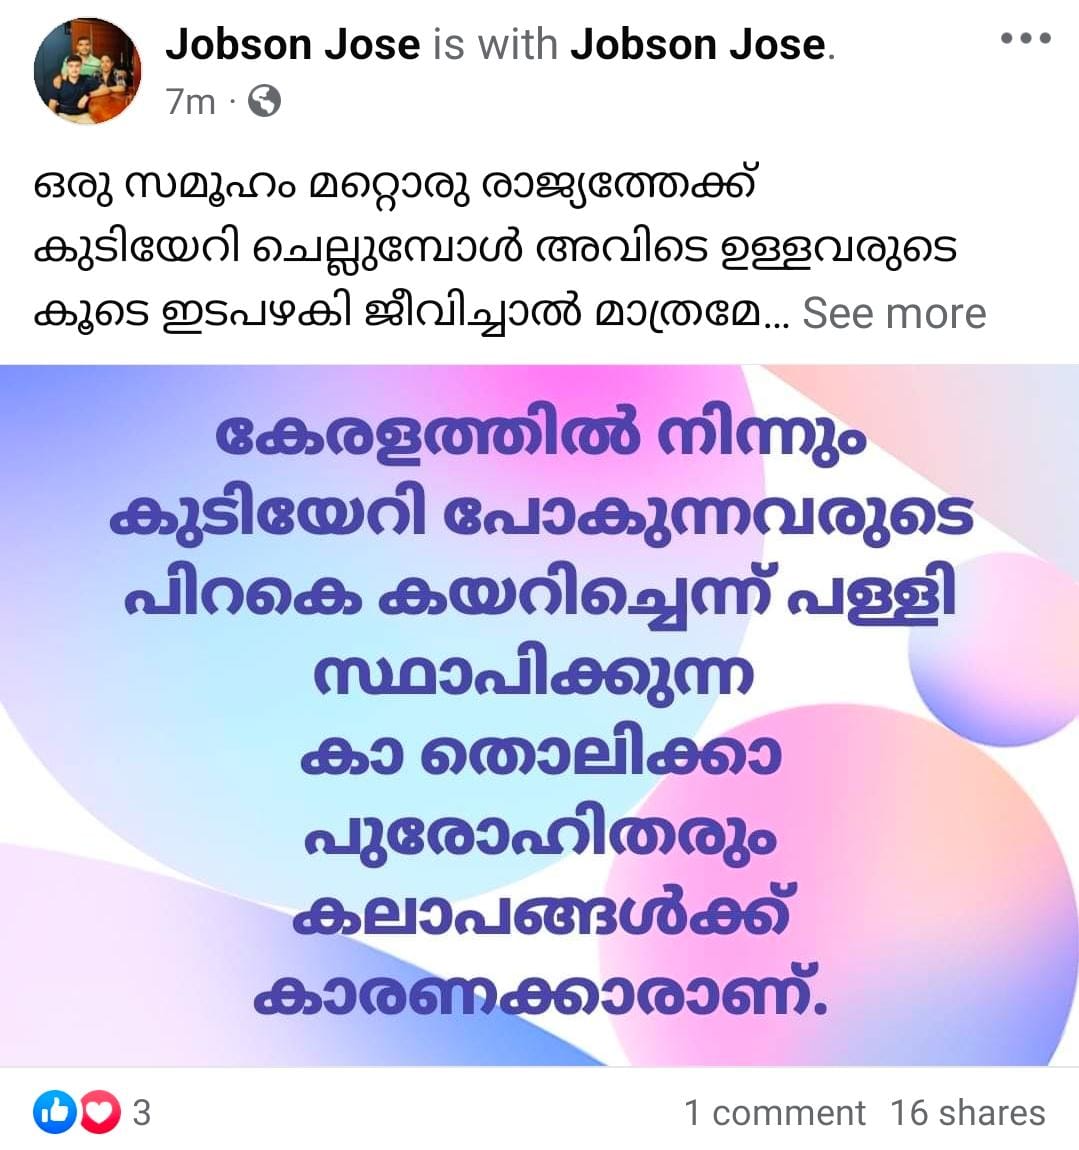 Jobson Jose is with Jobson Jose.
7m ·
ഒരു സമൂഹം മറ്റൊരു രാജ്യത്തേക്ക്
കുടിയേറി ചെല്ലുമ്പോൾ അവിടെ ഉള്ളവരുടെ
കൂടെ ഇടപഴകി ജീവിച്ചാൽ മാത്രമേ... See more
കേരളത്തിൽ നിന്നും
കുടിയേറി പോകുന്നവരുടെ
പിറകെ കയറിച്ചെന്ന് പള്ളി
സ്ഥാപിക്കുന്ന
കാ തൊലിക്കാ
പുരോഹിതരും
കലാപങ്ങൾക്ക്
കാരണക്കാരാണ്.
3
1 comment 16 shares